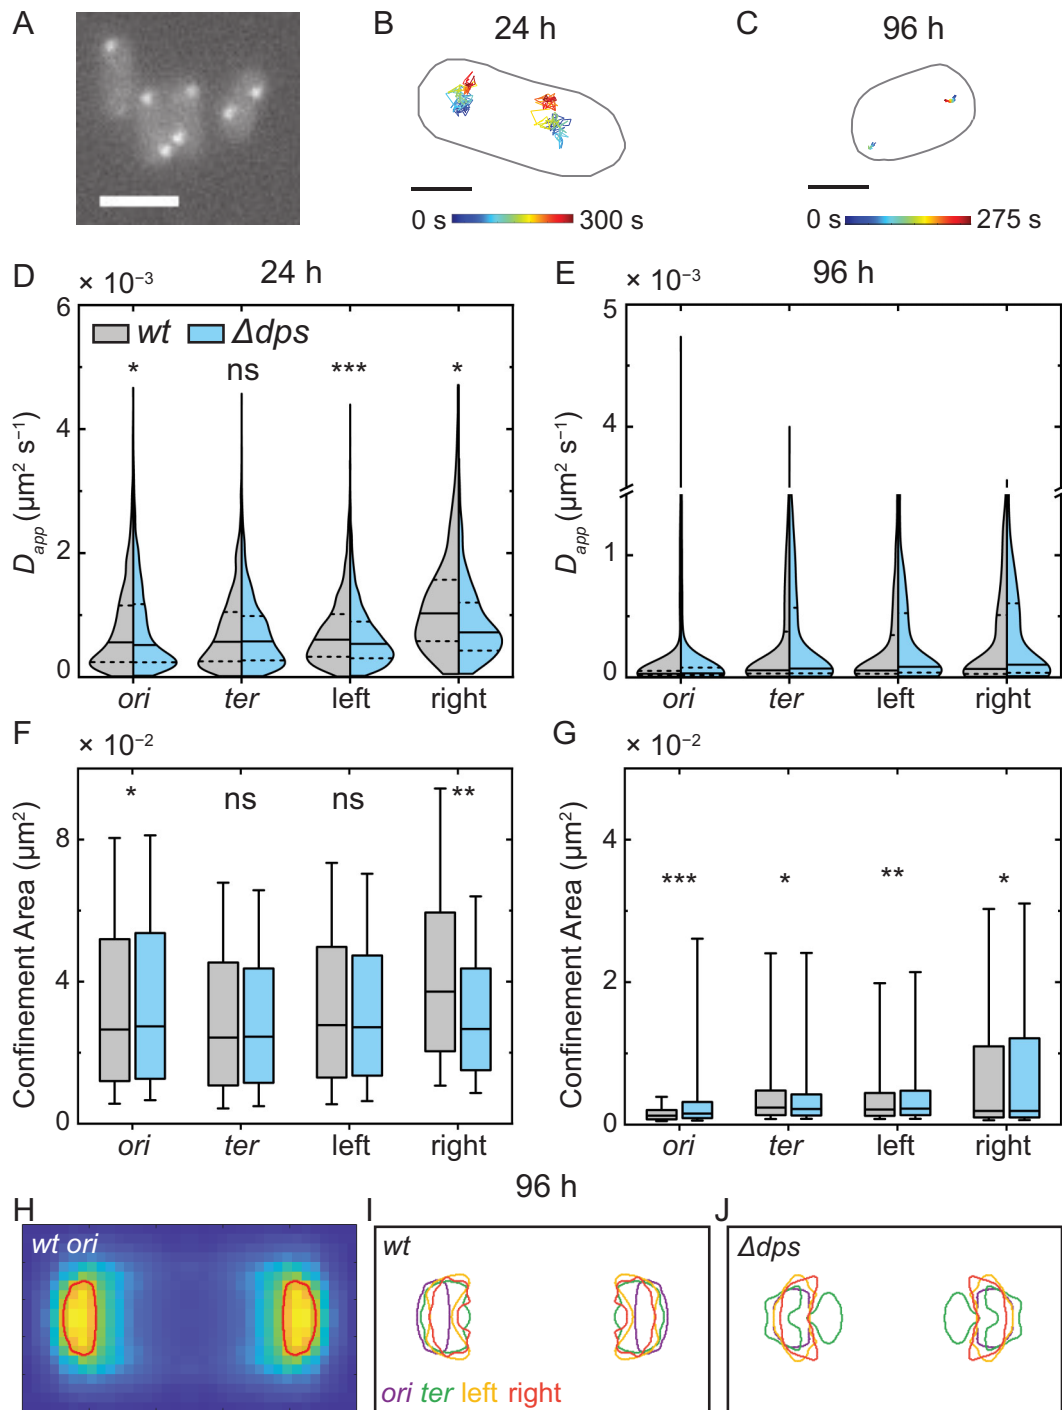 A
B
24 h
C
96 h
0 s
300 s
0 s
275 s
D
× 10⁻³
24 h
E
96 h
× 10⁻³
6
4
2
0
D_app (µm² s⁻¹)
wt
Δdps
*
ns
***
*
ori
ter
left
right
5
4
1
0
D_app (µm² s⁻¹)
ori
ter
left
right
F
× 10⁻²
8
4
0
Confinement Area (µm²)
*
ns
ns
**
ori
ter
left
right
G
× 10⁻²
4
2
0
Confinement Area (µm²)
***
*
**
*
ori
ter
left
right
96 h
H
wt ori
I
wt
ori ter left right
J
Δdps